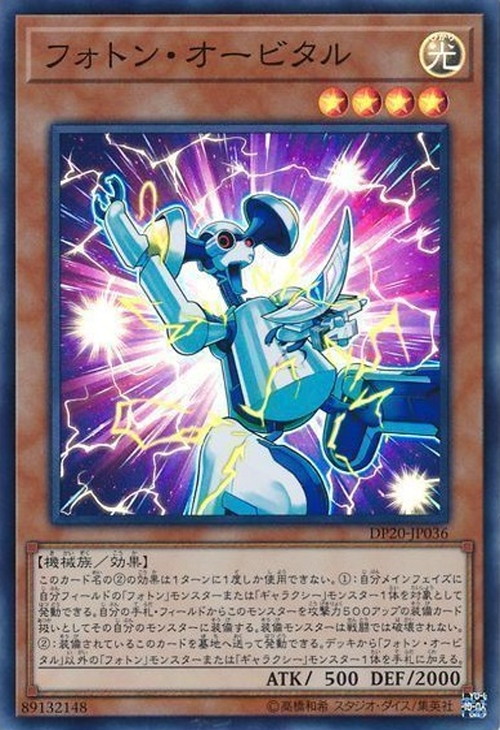 フォトン・オービタル
光
DP20-JP036
【機械族/効果】
このカード名の②の効果は1ターンに1度しか使用できない。①:自分メインフェイズに
自分フィールドの「フォトン」モンスターまたは「ギャラクシー」モンスター1体を対象として
発動できる。自分の手札・フィールドからこのモンスターを攻撃力500アップの装備カード
扱いとしてその自分のモンスターに装備する。装備モンスターは戦闘では破壊されない。
②:装備されているこのカードを墓地へ送って発動できる。デッキから「フォトン・オー
ビタル」以外の「フォトン」モンスターまたは「ギャラクシー」モンスター1体を手札に加える。
ATK/ 500 DEF/2000
89132148
©高橋和希 スタジオ・ダイス/集英社